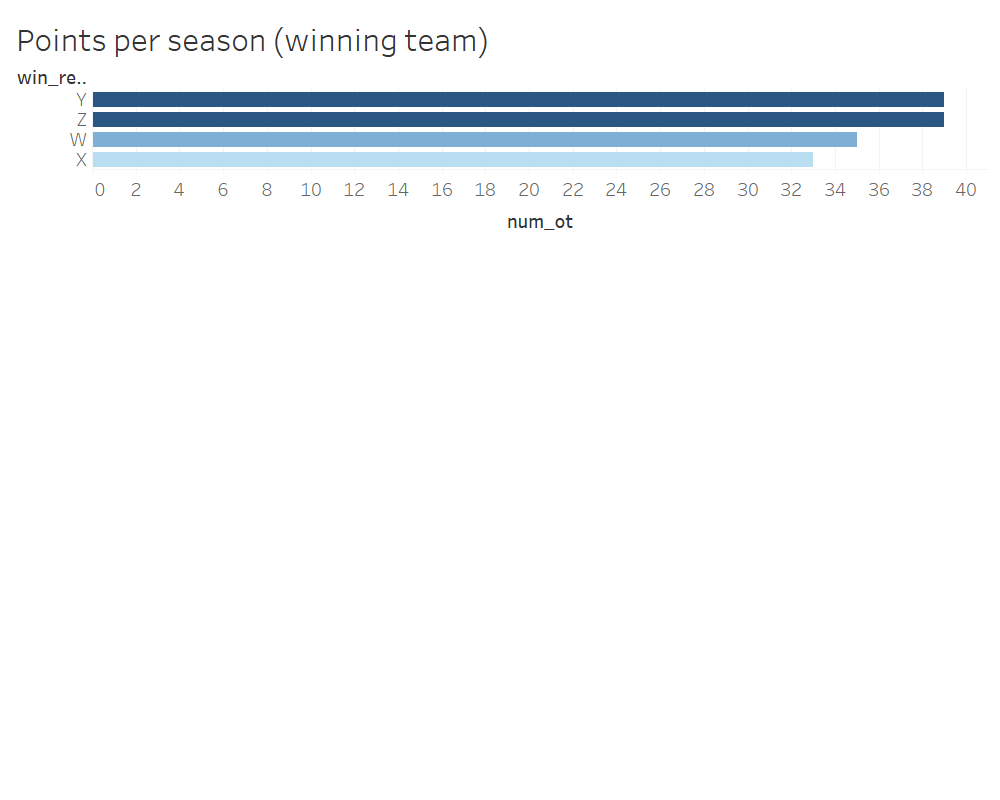 Points per season (winning team)
win_re..
Y
Z
W
X
0 2 4 6 8 10 12 14 16 18 20 22 24 26 28 30 32 34 36 38 40
num_ot